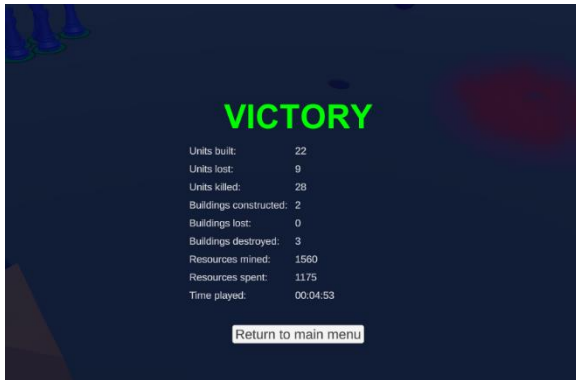 VICTORY
Units built: 22
Units lost: 9
Units killed: 28
Buildings constructed: 2
Buildings lost: 0
Buildings destroyed: 3
Resources mined: 1560
Resources spent: 1175
Time played: 00:04:53
Return to main menu